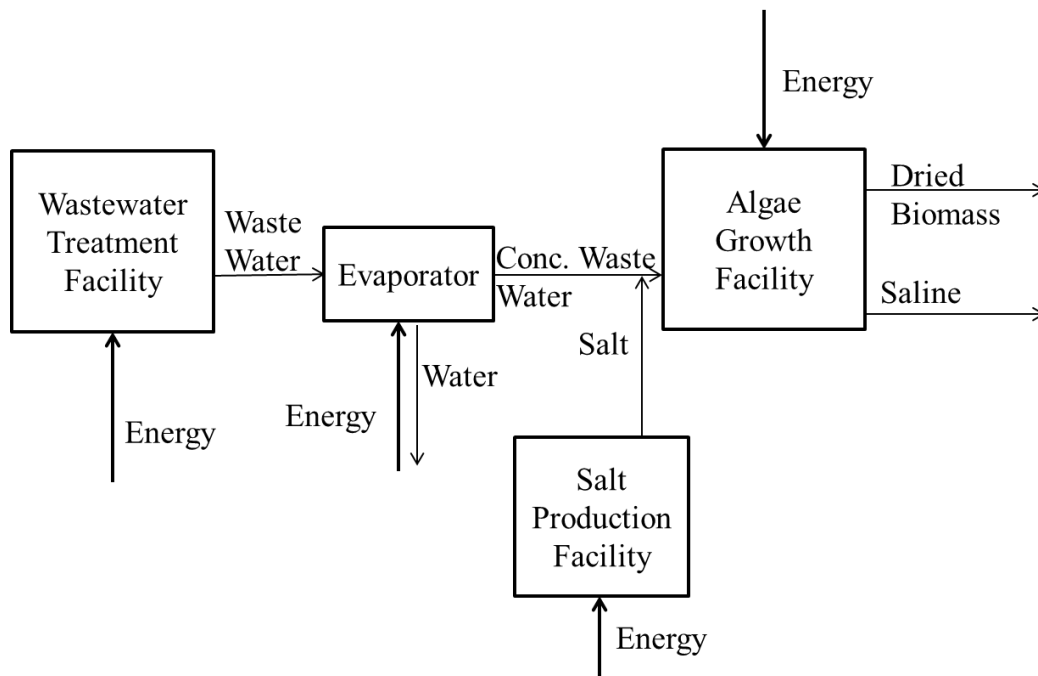 Energy
Wastewater
Treatment
Facility
Waste
Water
Evaporator
Conc. Waste
Water
Algae
Growth
Facility
Dried
Biomass
Saline
Salt
Water
Energy
Energy
Salt
Production
Facility
Energy